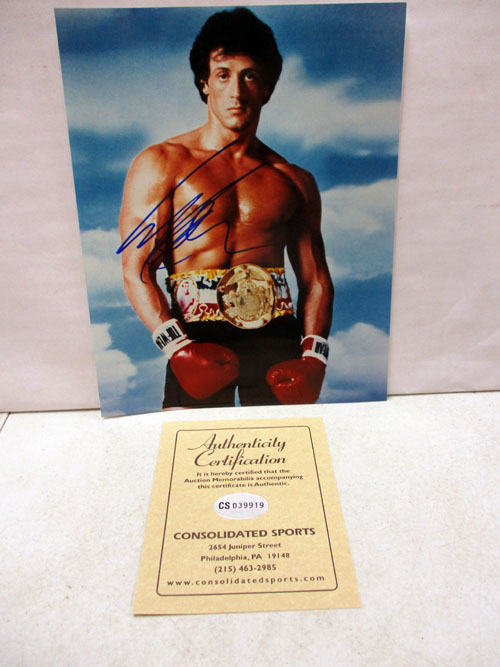 Authenticity
Certification
It is hereby certified that the
Auction Memorabilia accompanying
this certificate is Authentic.
CS 039919
CONSOLIDATED SPORTS
2654 Juniper Street
Philadelphia, PA 19148
(215) 463-2985
www.consolidatedsports.com